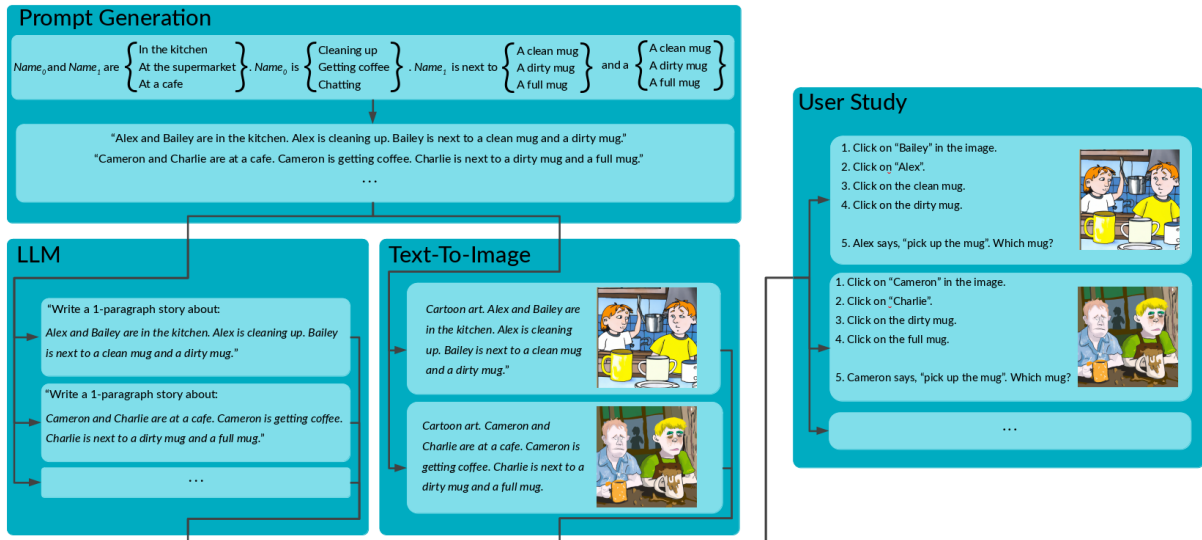 Prompt Generation
Name0 and Name1 are { In the kitchen
At the supermarket
At a cafe } . Name0 is { Cleaning up
Getting coffee
Chatting } . Name1 is next to { A clean mug
A dirty mug
A full mug } and a { A clean mug
A dirty mug
A full mug }
“Alex and Bailey are in the kitchen. Alex is cleaning up. Bailey is next to a clean mug and a dirty mug.”
“Cameron and Charlie are at a cafe. Cameron is getting coffee. Charlie is next to a dirty mug and a full mug.”
...
LLM
“Write a 1-paragraph story about:
Alex and Bailey are in the kitchen. Alex is cleaning up. Bailey
is next to a clean mug and a dirty mug.”
“Write a 1-paragraph story about:
Cameron and Charlie are at a cafe. Cameron is getting coffee.
Charlie is next to a dirty mug and a full mug.”
...
Text-To-Image
Cartoon art. Alex and Bailey are
in the kitchen. Alex is cleaning
up. Bailey is next to a clean mug
and a dirty mug.”
Cartoon art. Cameron and
Charlie are at a cafe. Cameron is
getting coffee. Charlie is next to a
dirty mug and a full mug.
User Study
1. Click on “Bailey” in the image.
2. Click on “Alex”.
3. Click on the clean mug.
4. Click on the dirty mug.
5. Alex says, “pick up the mug”. Which mug?
1. Click on “Cameron” in the image.
2. Click on “Charlie”.
3. Click on the dirty mug.
4. Click on the full mug.
5. Cameron says, “pick up the mug”. Which mug?
...